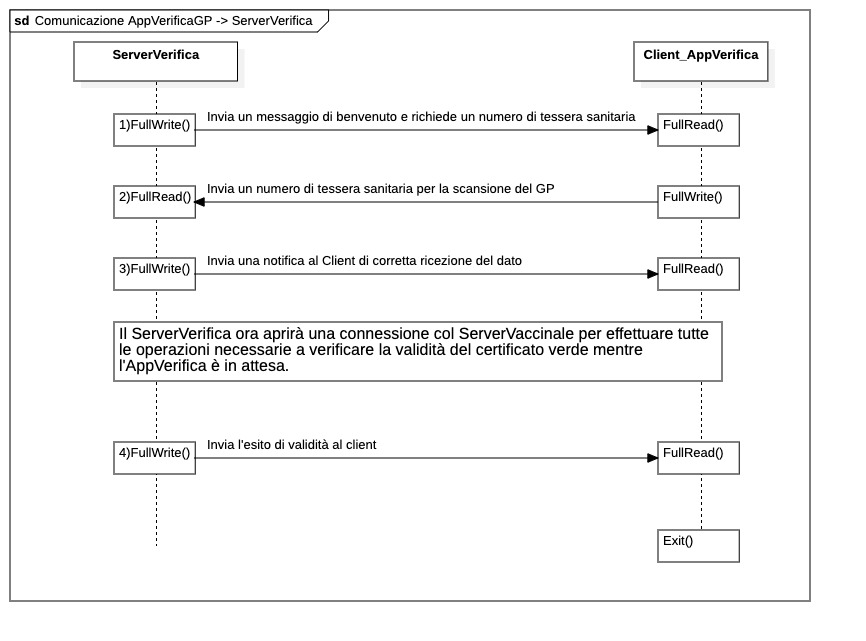 sd Comunicazione AppVerificaGP -> ServerVerifica
ServerVerifica
Client_AppVerifica
1)FullWrite()
Invia un messaggio di benvenuto e richiede un numero di tessera sanitaria
FullRead()
2)FullRead()
Invia un numero di tessera sanitaria per la scansione del GP
FullWrite()
3)FullWrite()
Invia una notifica al Client di corretta ricezione del dato
FullRead()
Il ServerVerifica ora aprirà una connessione col ServerVaccinale per effettuare tutte
le operazioni necessarie a verificare la validità del certificato verde mentre
l'AppVerifica è in attesa.
4)FullWrite()
Invia l'esito di validità al client
FullRead()
Exit()